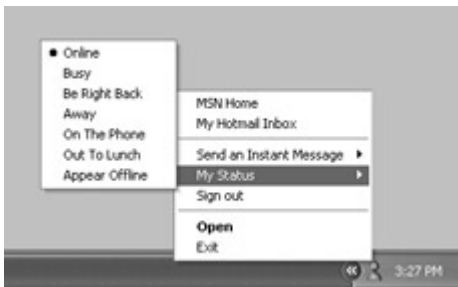 Online
Busy
Be Right Back
Away
On The Phone
Out To Lunch
Appear Offline
MSN Home
My Hotmail Inbox
Send an Instant Message
My Status
Sign out
Open
Exit
3:27 PM